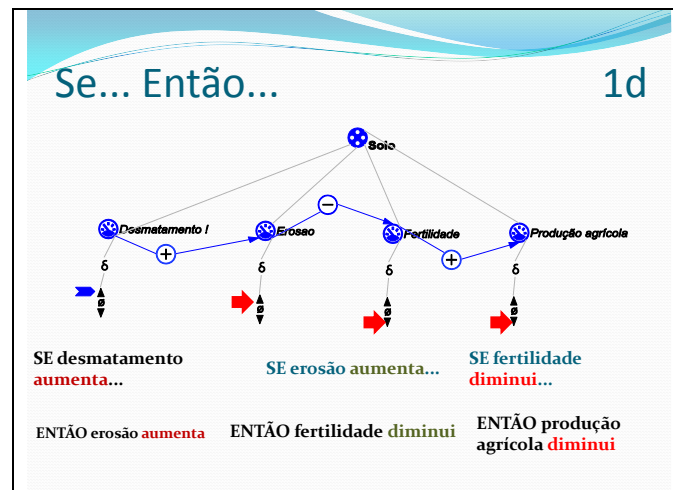 Se... Então... 1d
Solo
Desmatamento ! Erosao Fertilidade Produção agrícola
− + +
δ δ δ δ
ø ø ø ø
SE desmatamento
aumenta...
SE erosão aumenta...
SE fertilidade
diminui...
ENTÃO erosão aumenta
ENTÃO fertilidade diminui
ENTÃO produção
agrícola diminui